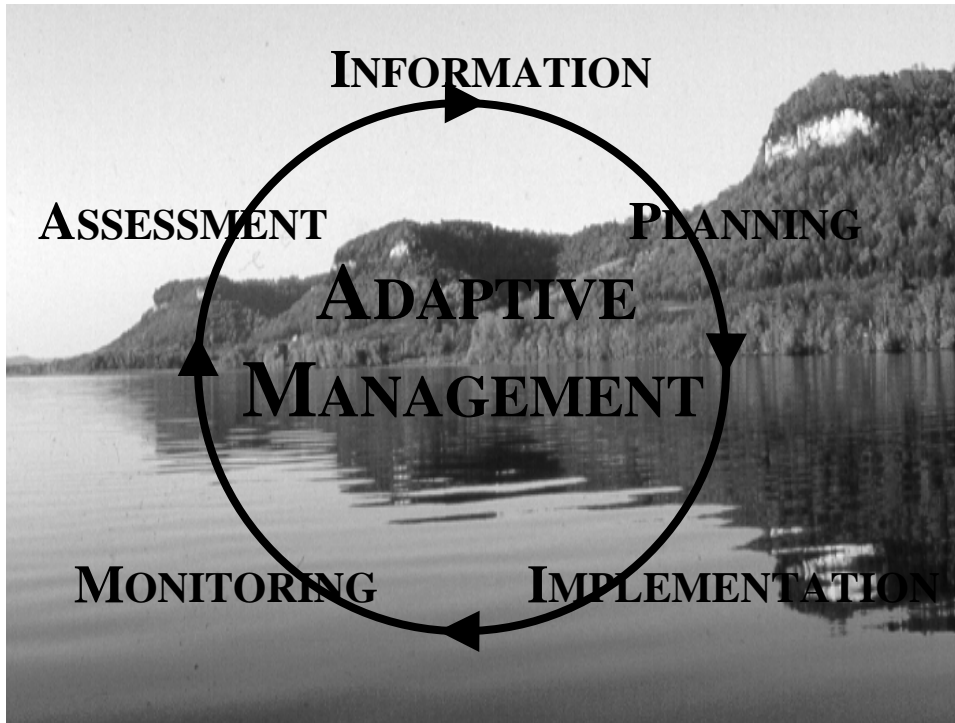 INFORMATION
ASSESSMENT
PLANNING
ADAPTIVE
MANAGEMENT
MONITORING
IMPLEMENTATION